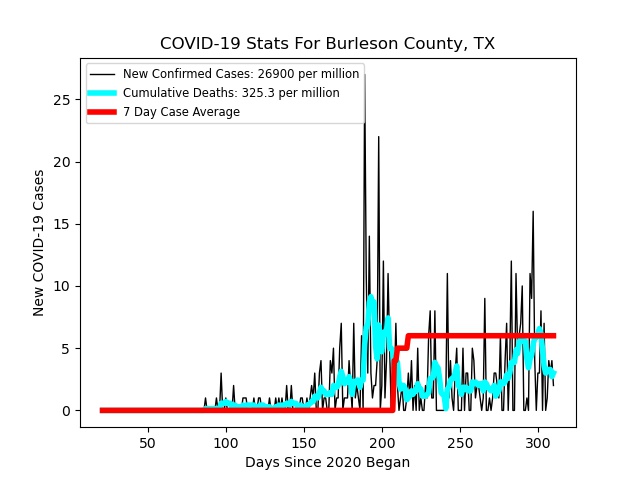 COVID-19 Stats For Burleson County, TX
New Confirmed Cases: 26900 per million
Cumulative Deaths: 325.3 per million
7 Day Case Average
New COVID-19 Cases
25
20
15
10
5
0
50 100 150 200 250 300
Days Since 2020 Began